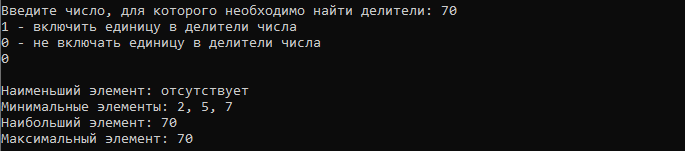 Введите число, для которого необходимо найти делители: 70
1 - включить единицу в делители числа
0 - не включать единицу в делители числа
0
Наименьший элемент: отсутствует
Минимальные элементы: 2, 5, 7
Наибольший элемент: 70
Максимальный элемент: 70